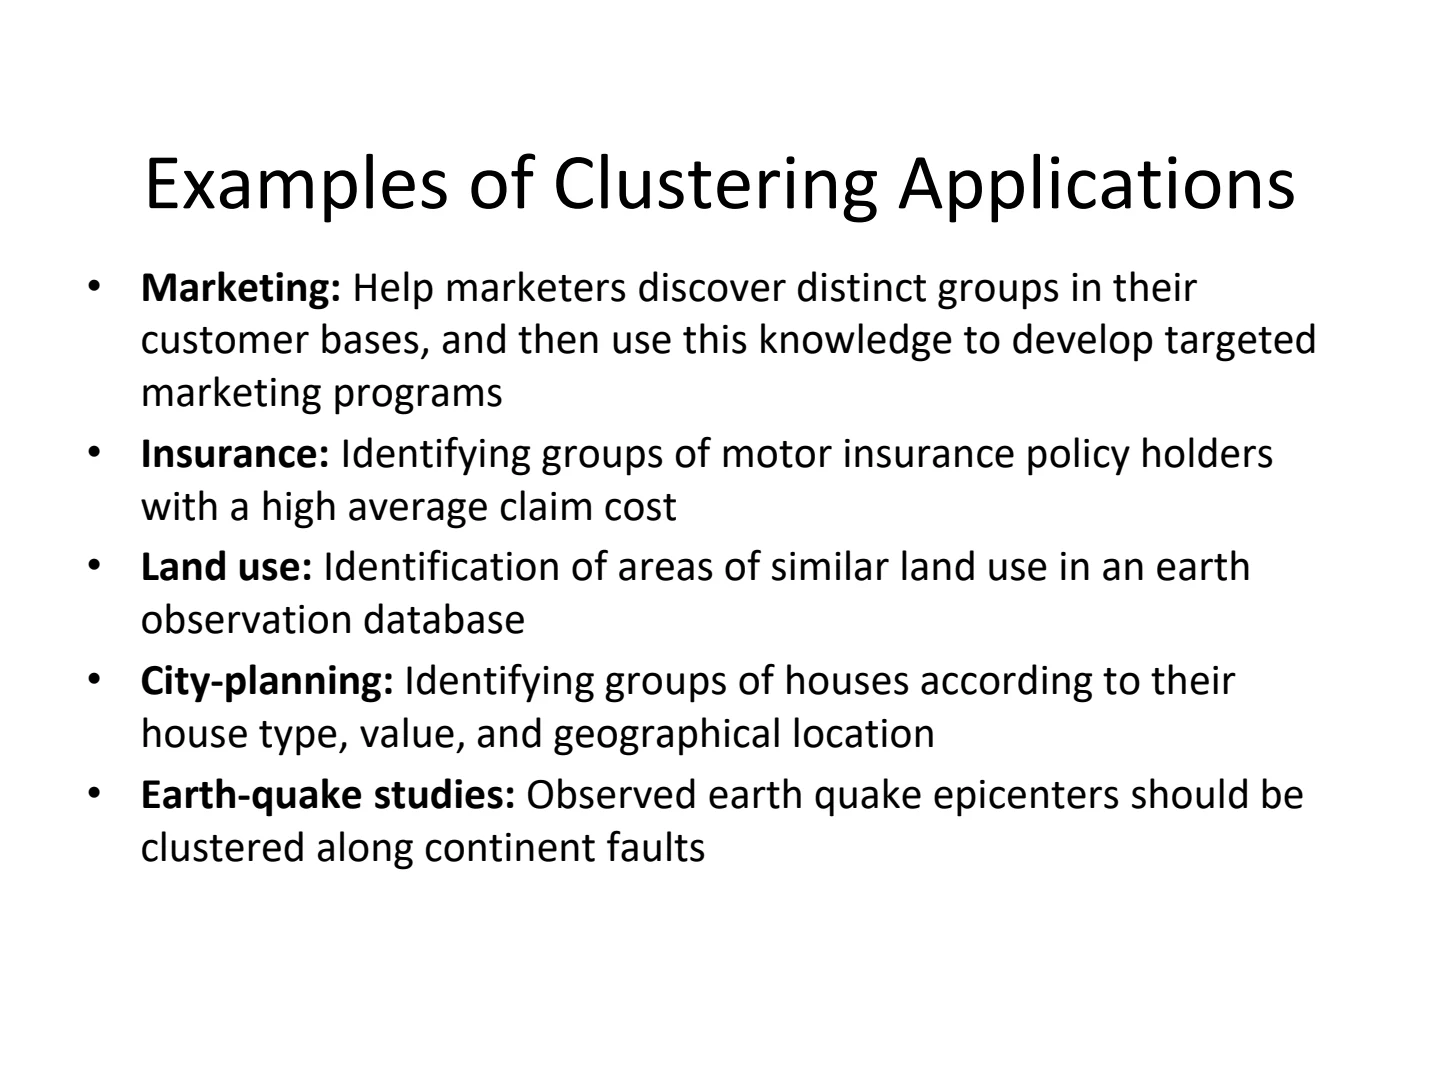 Examples of Clustering Applications
• Marketing: Help marketers discover distinct groups in their
customer bases, and then use this knowledge to develop targeted
marketing programs
• Insurance: Identifying groups of motor insurance policy holders
with a high average claim cost
• Land use: Identification of areas of similar land use in an earth
observation database
• City-planning: Identifying groups of houses according to their
house type, value, and geographical location
• Earth-quake studies: Observed earth quake epicenters should be
clustered along continent faults